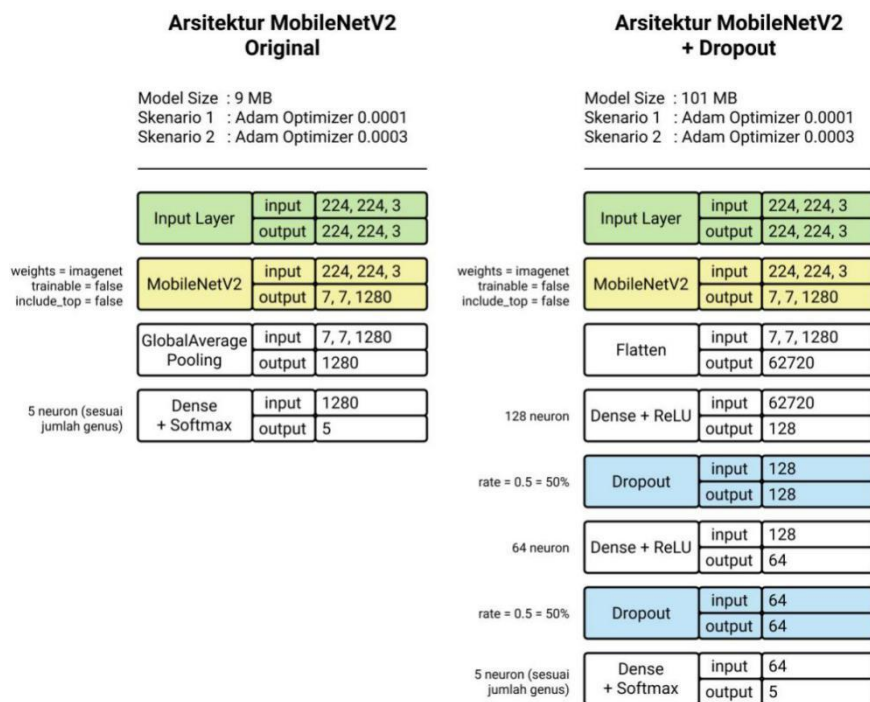 Arsitektur MobileNetV2
Original
Model Size : 9 MB
Skenario 1 : Adam Optimizer 0.0001
Skenario 2 : Adam Optimizer 0.0003
Input Layer
input 224, 224, 3
output 224, 224, 3
weights = imagenet
trainable = false
include_top = false
MobileNetV2
input 224, 224, 3
output 7, 7, 1280
GlobalAverage
Pooling
input 7, 7, 1280
output 1280
5 neuron (sesuai
jumlah genus)
Dense
+ Softmax
input 1280
output 5
Arsitektur MobileNetV2
+ Dropout
Model Size : 101 MB
Skenario 1 : Adam Optimizer 0.0001
Skenario 2 : Adam Optimizer 0.0003
Input Layer
input 224, 224, 3
output 224, 224, 3
weights = imagenet
trainable = false
include_top = false
MobileNetV2
input 224, 224, 3
output 7, 7, 1280
Flatten
input 7, 7, 1280
output 62720
128 neuron
Dense + ReLU
input 62720
output 128
rate = 0.5 = 50%
Dropout
input 128
output 128
64 neuron
Dense + ReLU
input 128
output 64
rate = 0.5 = 50%
Dropout
input 64
output 64
5 neuron (sesuai
jumlah genus)
Dense
+ Softmax
input 64
output 5